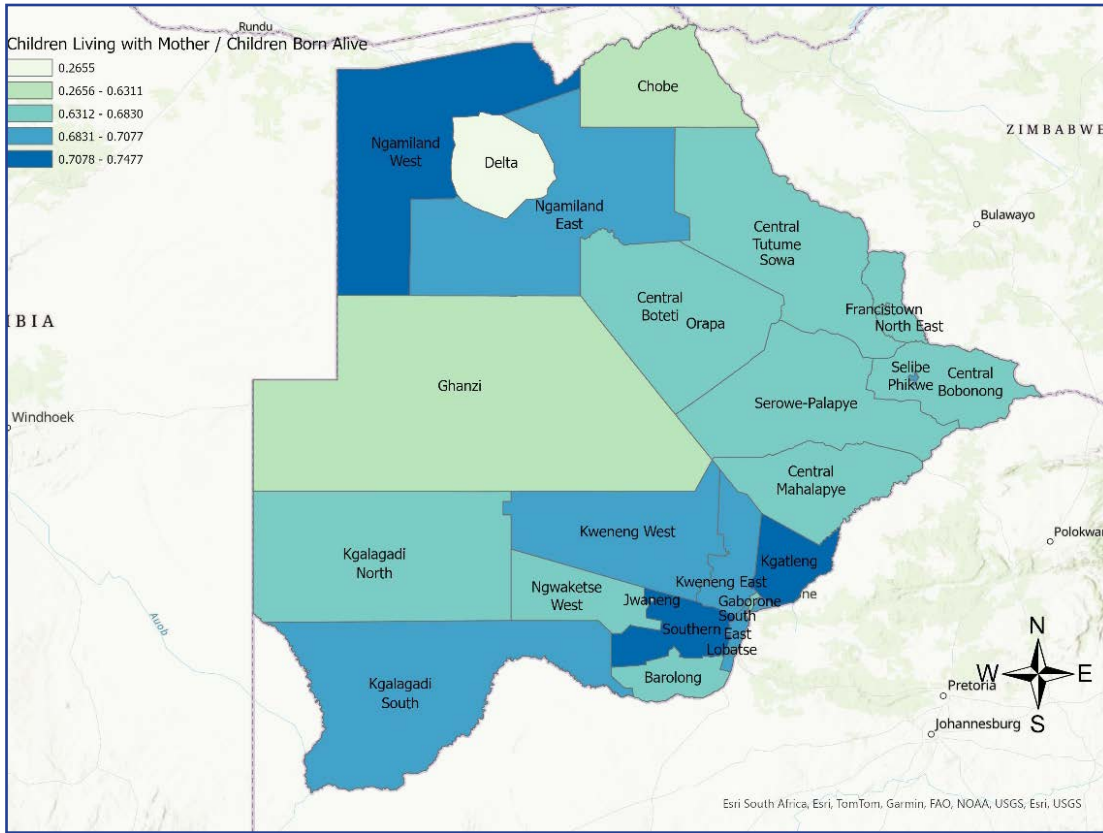 Rundu
Children Living with Mother / Children Born Alive
0.2655
0.2656 - 0.6311
0.6312 - 0.6830
0.6831 - 0.7077
0.7078 - 0.7477
Chobe
ZIMBABWE
Ngamiland
West
Delta
Ngamiland
East
Bulawayo
Central
Tutume
Sowa
Central
Boteti
Orapa
Francistown
North East
IBIA
Selibe
Phikwe
Central
Bobonong
Ghanzi
Serowe-Palapye
Windhoek
Central
Mahalapye
Kweneng West
Polokwan
Kgatleng
Kgalagadi
North
Kweneng East
Ngwaketse
West
Jwaneng
Gaborone
one
South
East
Southern
Lobatse
Auob
Barolong
Kgalagadi
South
N
W
E
S
Pretoria
Johannesburg
Esri South Africa, Esri, TomTom, Garmin, FAO, NOAA, USGS, Esri, USGS